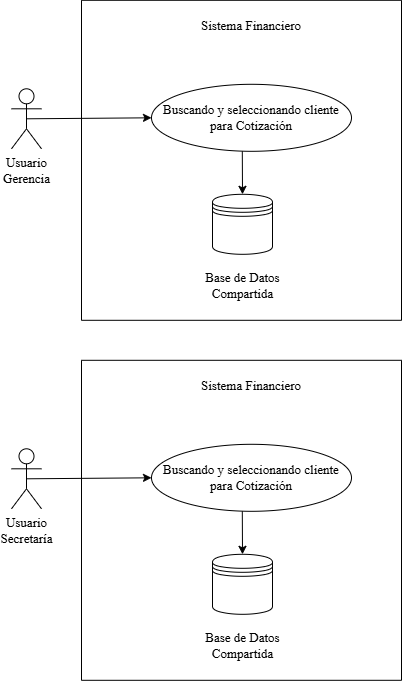 Sistema Financiero
Buscando y seleccionando cliente
para Cotización
Usuario
Gerencia
Base de Datos
Compartida
Sistema Financiero
Buscando y seleccionando cliente
para Cotización
Usuario
Secretaría
Base de Datos
Compartida